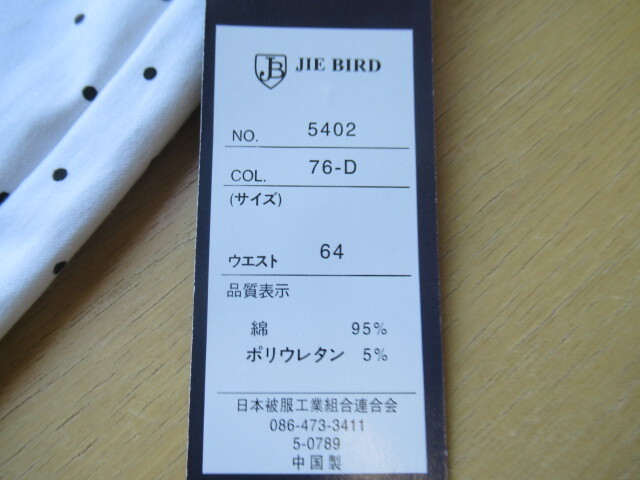 JB JIE BIRD
NO. 5402
COL. 76-D
(サイズ)
ウエスト 64
品質表示
綿 95%
ポリウレタン 5%
日本被服工業組合連合会
086-473-3411
5-0789
中国製